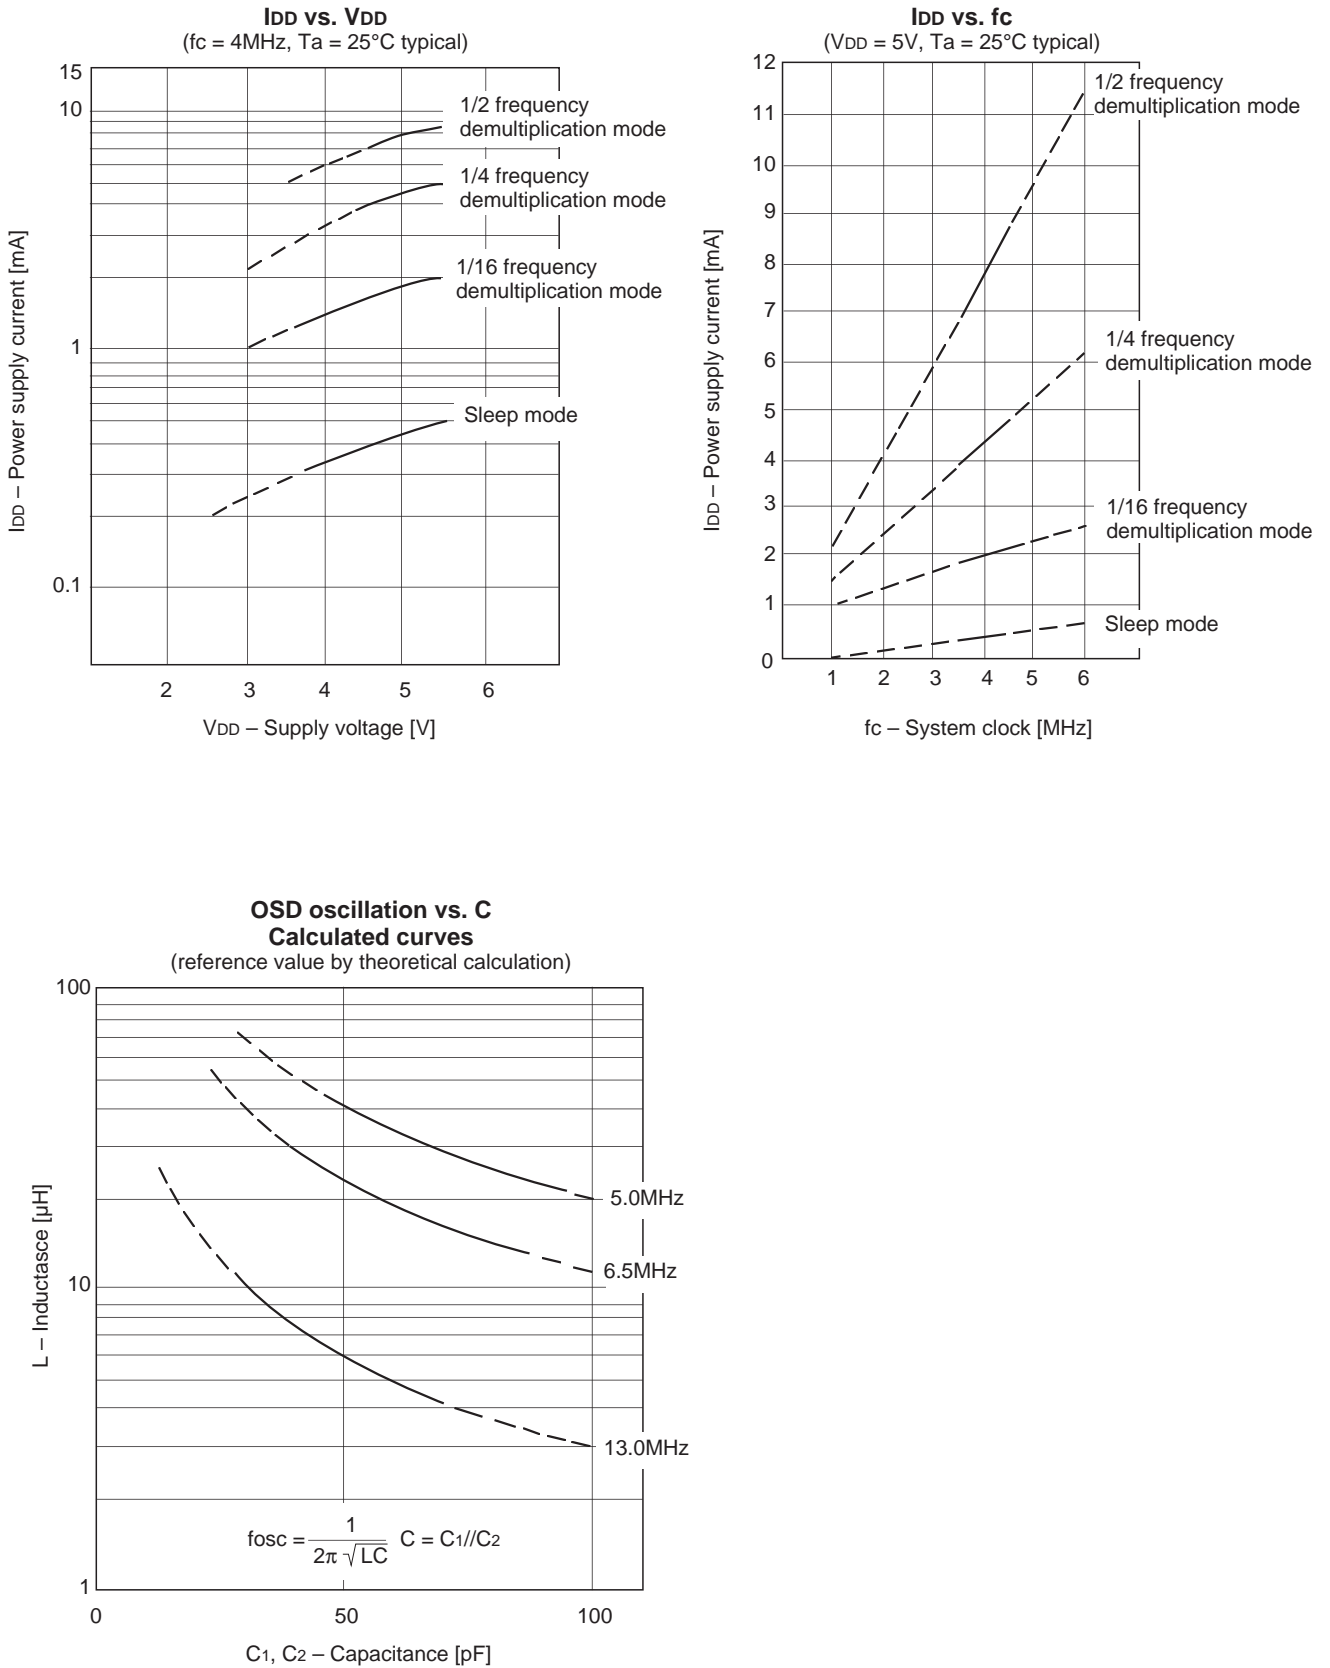 IDD vs. VDD
(fc = 4MHz, Ta = 25°C typical)
15
10
1
0.1
IDD – Power supply current [mA]
1/2 frequency
demultiplication mode
1/4 frequency
demultiplication mode
1/16 frequency
demultiplication mode
Sleep mode
2 3 4 5 6
VDD – Supply voltage [V]
IDD vs. fc
(VDD = 5V, Ta = 25°C typical)
12
11
10
9
8
7
6
5
4
3
2
1
0
IDD – Power supply current [mA]
1/2 frequency
demultiplication mode
1/4 frequency
demultiplication mode
1/16 frequency
demultiplication mode
Sleep mode
1 2 3 4 5 6
fc – System clock [MHz]
OSD oscillation vs. C
Calculated curves
(reference value by theoretical calculation)
100
10
1
L – Inductasce [µH]
5.0MHz
6.5MHz
13.0MHz
fosc = 1 / 2π √LC C = C1//C2
0 50 100
C1, C2 – Capacitance [pF]